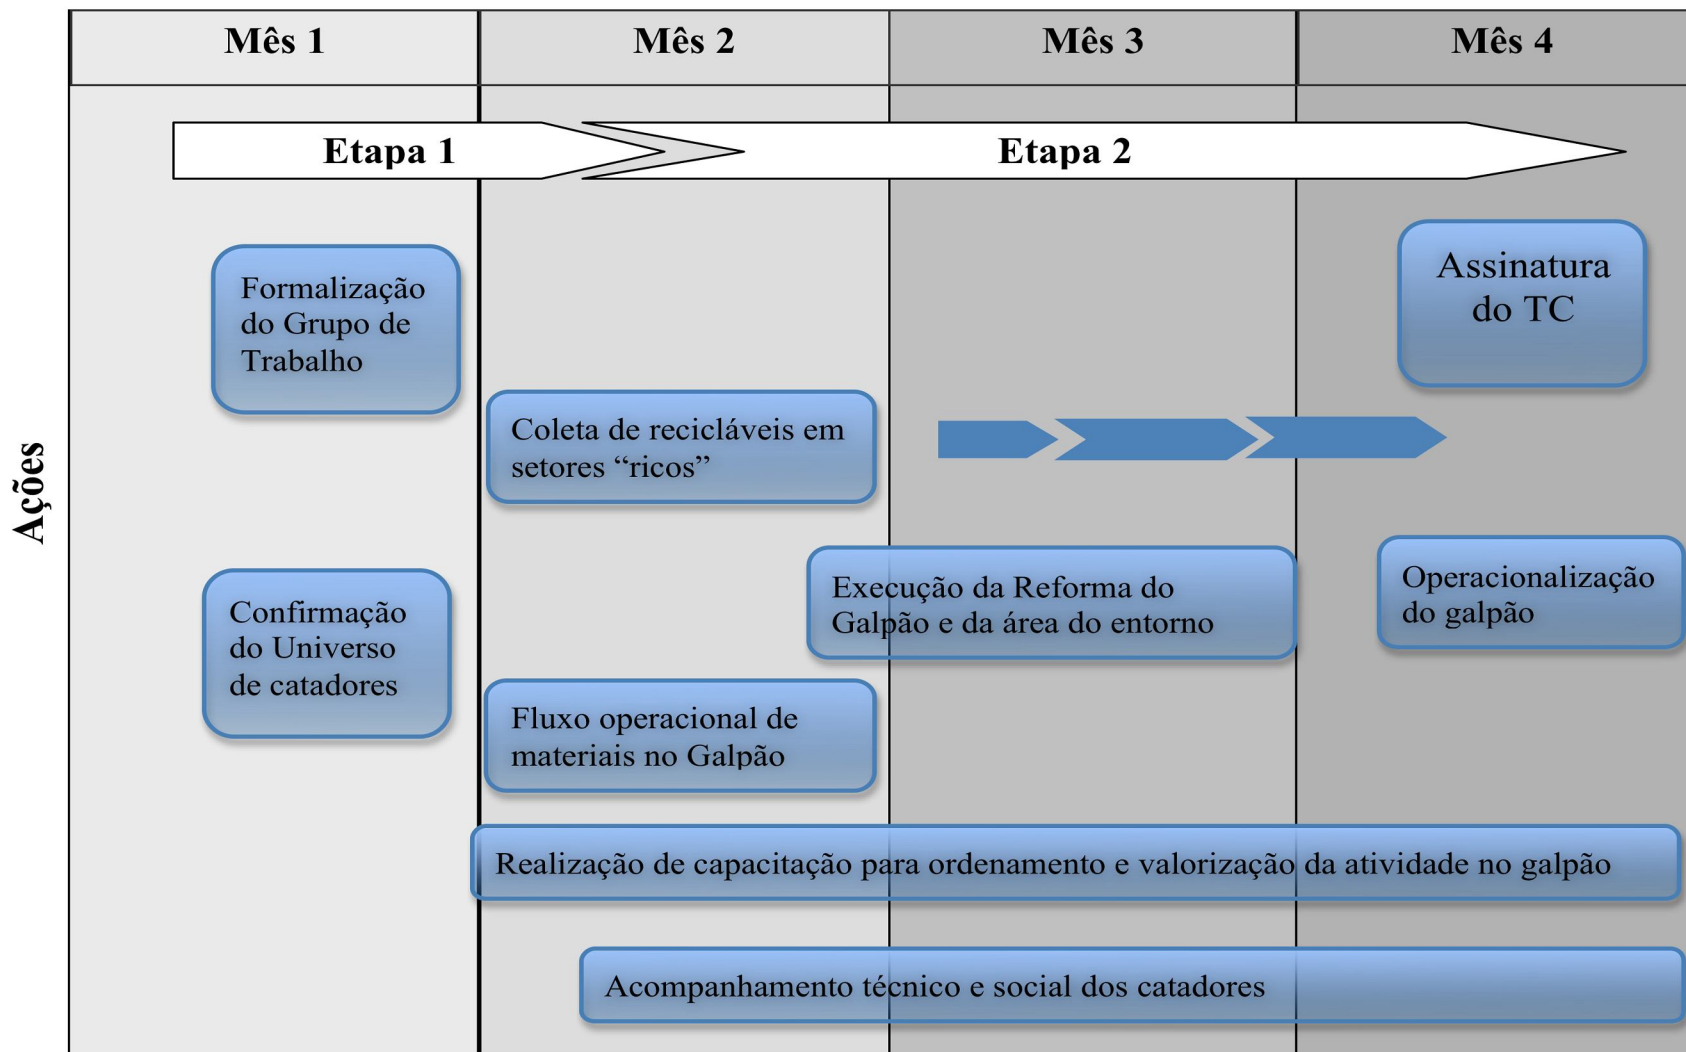 Mês 1
Mês 2
Mês 3
Mês 4
Etapa 1
Etapa 2
Ações
Formalização
do Grupo de
Trabalho
Assinatura
do TC
Coleta de recicláveis em
setores “ricos”
Confirmação
do Universo
de catadores
Execução da Reforma do
Galpão e da área do entorno
Operacionalização
do galpão
Fluxo operacional de
materiais no Galpão
Realização de capacitação para ordenamento e valorização da atividade no galpão
Acompanhamento técnico e social dos catadores